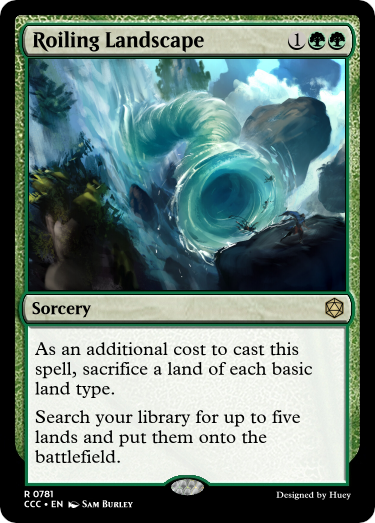 Roiling Landscape 1
Sorcery
As an additional cost to cast this
spell, sacrifice a land of each basic
land type.
Search your library for up to five
lands and put them onto the
battlefield.
R 0781
CCC • EN Sam Burley
Designed by Huey